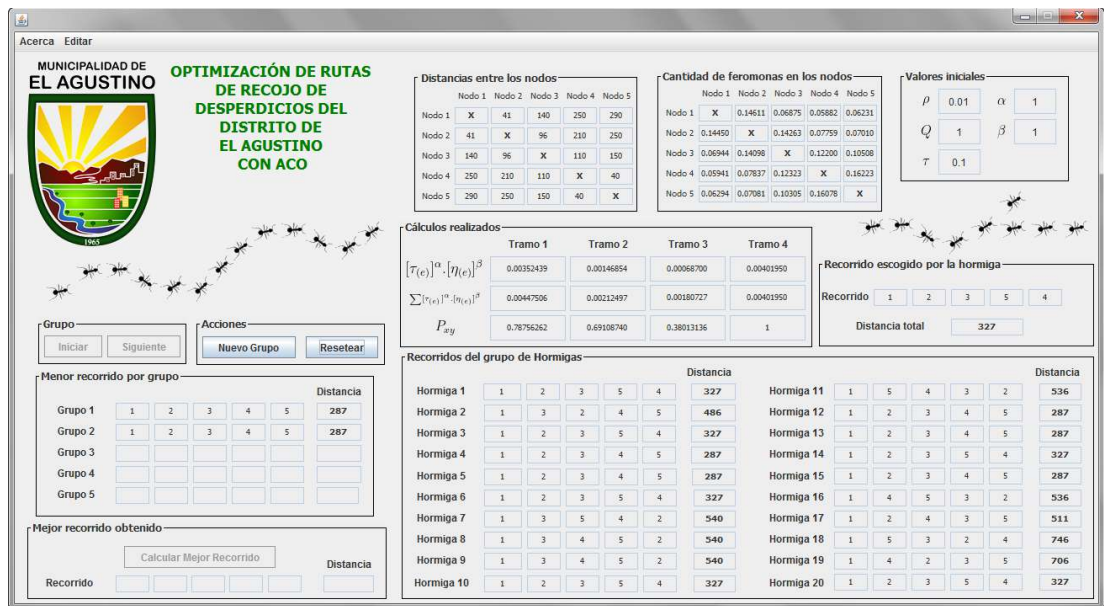 Acerca Editar
MUNICIPALIDAD DE
EL AGUSTINO
1965
OPTIMIZACIÓN DE RUTAS
DE RECOJO DE
DESPERDICIOS DEL
DISTRITO DE
EL AGUSTINO
CON ACO
Distancias entre los nodos
Nodo 1 Nodo 2 Nodo 3 Nodo 4 Nodo 5
Nodo 1 X 41 140 250 290
Nodo 2 41 X 96 210 250
Nodo 3 140 96 X 110 150
Nodo 4 250 210 110 X 40
Nodo 5 290 250 150 40 X
Cantidad de feromonas en los nodos
Nodo 1 Nodo 2 Nodo 3 Nodo 4 Nodo 5
Nodo 1 X 0.14611 0.06875 0.05882 0.06231
Nodo 2 0.14450 X 0.14263 0.07759 0.07010
Nodo 3 0.06944 0.14098 X 0.12200 0.10508
Nodo 4 0.05941 0.07837 0.12323 X 0.16223
Nodo 5 0.06294 0.07081 0.10305 0.16078 X
Valores iniciales
ρ 0.01 α 1
Q 1 β 1
τ 0.1
Cálculos realizados
Tramo 1 Tramo 2 Tramo 3 Tramo 4
[τ(e)]^α.[η(e)]^β 0.00352439 0.00146854 0.00068700 0.00401950
∑[τ(e)]^α.[η(e)]^β 0.00447506 0.00212497 0.00180727 0.00401950
Pxy 0.78756262 0.69108740 0.38013136 1
Recorrido escogido por la hormiga
Recorrido 1 2 3 5 4
Distancia total 327
Grupo
Iniciar Siguiente
Acciones
Nuevo Grupo Resetear
Menor recorrido por grupo
Distancia
Grupo 1 1 2 3 4 5 287
Grupo 2 1 2 3 4 5 287
Grupo 3
Grupo 4
Grupo 5
Mejor recorrido obtenido
Calcular Mejor Recorrido
Distancia
Recorrido
Recorridos del grupo de Hormigas
Distancia
Hormiga 1 1 2 3 5 4 327
Hormiga 2 1 3 2 4 5 486
Hormiga 3 1 2 3 5 4 327
Hormiga 4 1 2 3 4 5 287
Hormiga 5 1 2 3 4 5 287
Hormiga 6 1 2 3 5 4 327
Hormiga 7 1 3 5 4 2 540
Hormiga 8 1 3 4 5 2 540
Hormiga 9 1 3 4 5 2 540
Hormiga 10 1 2 3 5 4 327
Distancia
Hormiga 11 1 5 4 3 2 536
Hormiga 12 1 2 3 4 5 287
Hormiga 13 1 2 3 4 5 287
Hormiga 14 1 2 3 5 4 327
Hormiga 15 1 2 3 4 5 287
Hormiga 16 1 4 5 3 2 536
Hormiga 17 1 2 4 3 5 511
Hormiga 18 1 5 3 2 4 746
Hormiga 19 1 4 2 3 5 706
Hormiga 20 1 2 3 5 4 327